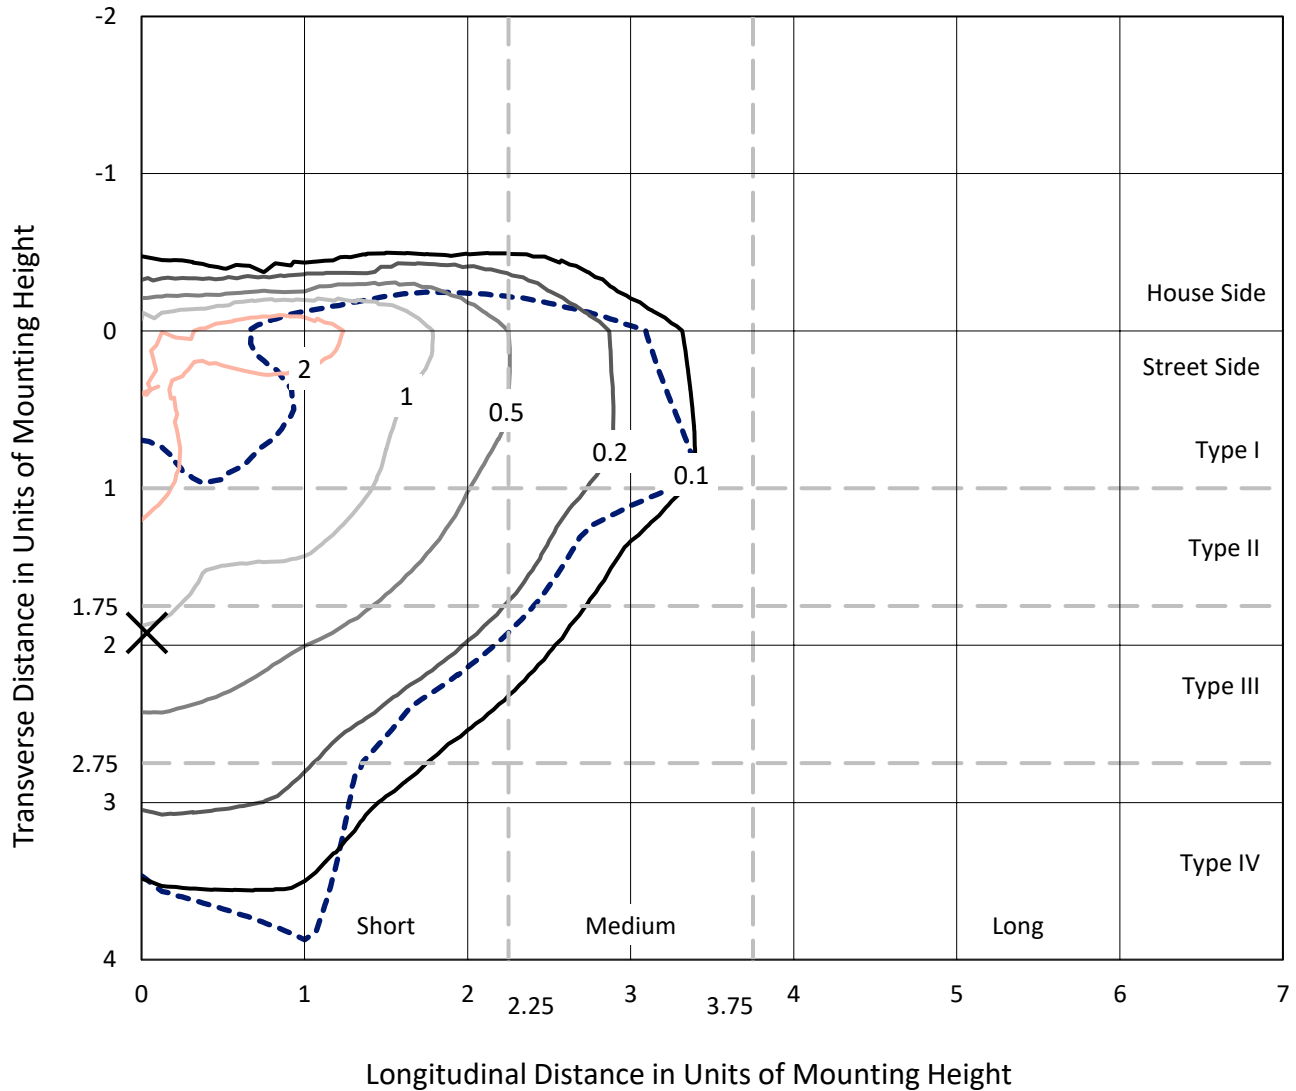 -2
-1
0
1
1.75
2
2.75
3
4
Transverse Distance in Units of Mounting Height
House Side
Street Side
Type I
Type II
Type III
Type IV
2
1
0.5
0.2
0.1
Short
Medium
Long
0
1
2
2.25
3
3.75
4
5
6
7
Longitudinal Distance in Units of Mounting Height